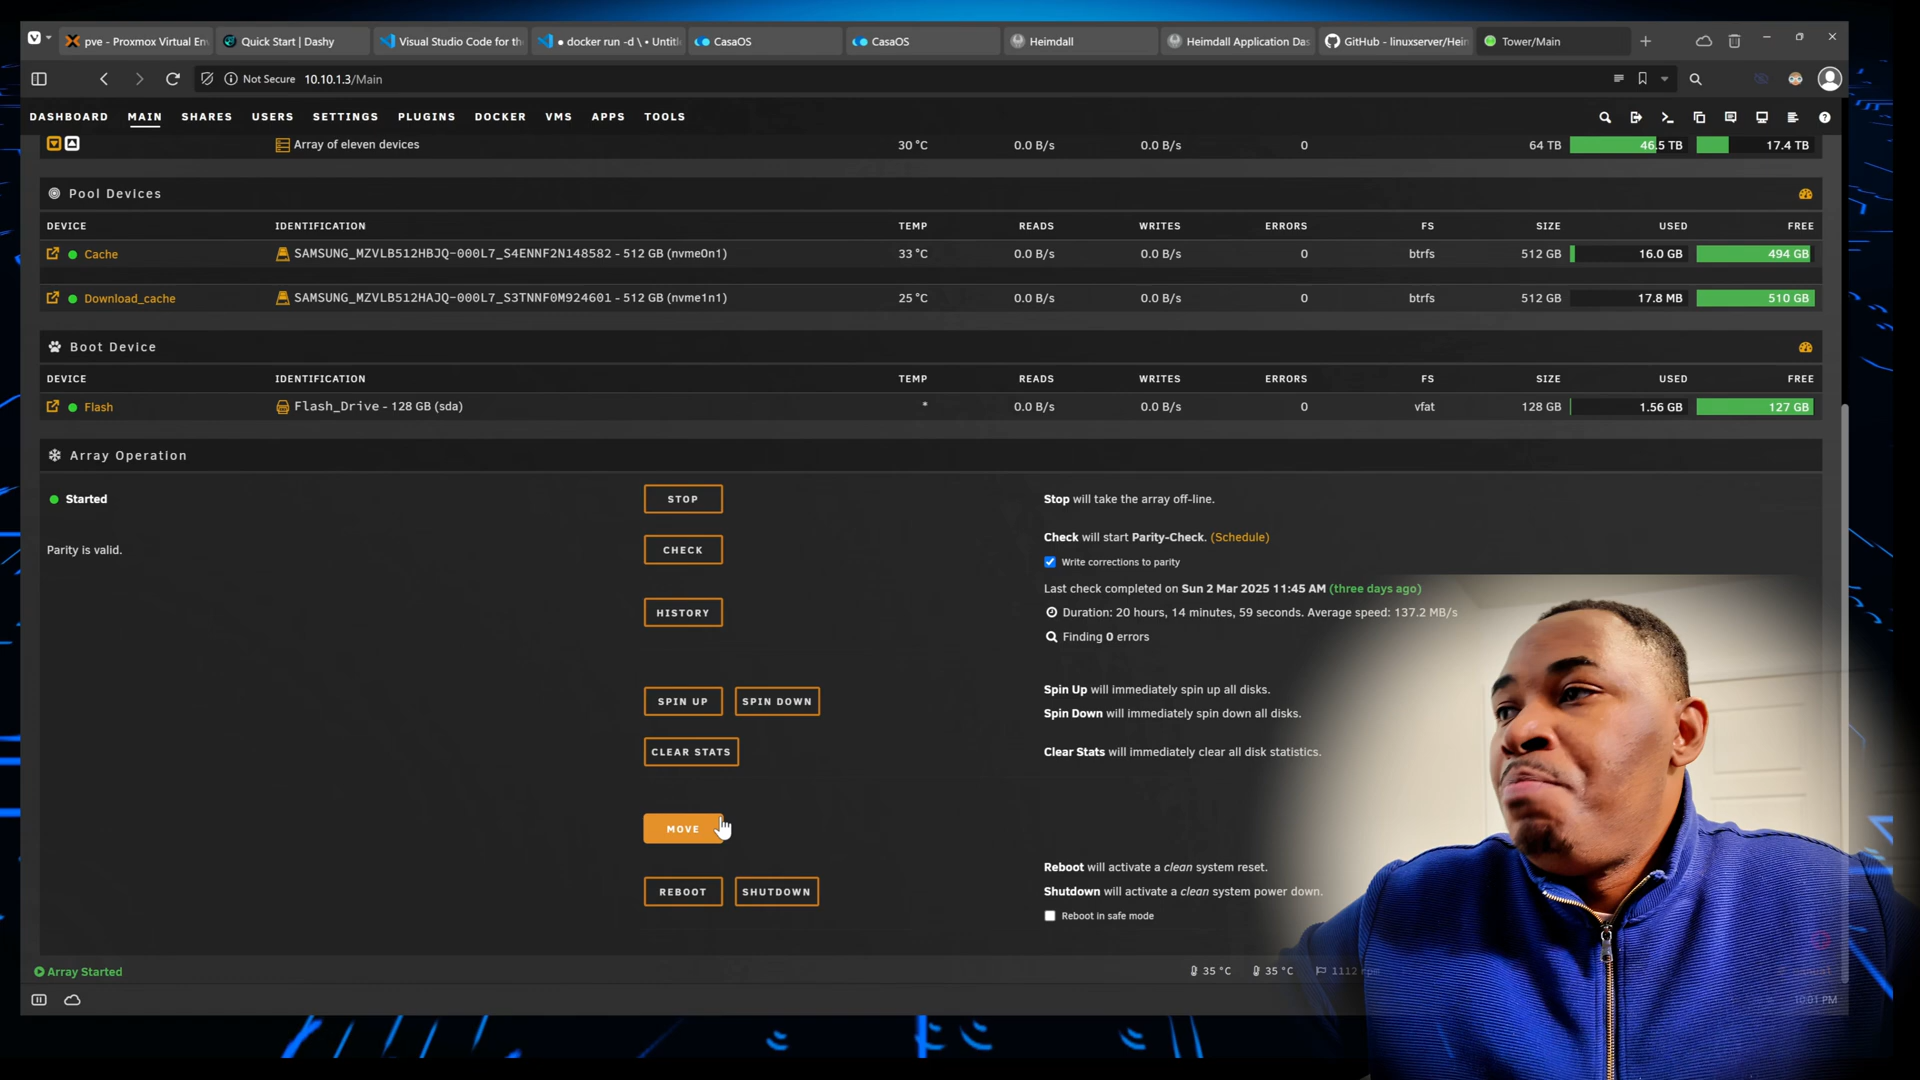 pve - Proxmox Virtual En
Quick Start | Dashy
Visual Studio Code for th
● docker run -d \ • Untitl
CasaOS
CasaOS
Heimdall
Heimdall Application Das
GitHub - linuxserver/Hein
Tower/Main
Not Secure 10.10.1.3/Main
DASHBOARD MAIN SHARES USERS SETTINGS PLUGINS DOCKER VMS APPS TOOLS
Array of eleven devices 30 °C 0.0 B/s 0.0 B/s 0 64 TB 46.5 TB 17.4 TB
Pool Devices
DEVICE IDENTIFICATION TEMP READS WRITES ERRORS FS SIZE USED FREE
Cache SAMSUNG_MZVLB512HBJQ-000L7_S4ENNF2N148582 - 512 GB (nvme0n1) 33 °C 0.0 B/s 0.0 B/s 0 btrfs 512 GB 16.0 GB 494 GB
Download_cache SAMSUNG_MZVLB512HAJQ-000L7_S3TNNF0M924601 - 512 GB (nvme1n1) 25 °C 0.0 B/s 0.0 B/s 0 btrfs 512 GB 17.8 MB 510 GB
Boot Device
DEVICE IDENTIFICATION TEMP READS WRITES ERRORS FS SIZE USED FREE
Flash Flash_Drive - 128 GB (sda) * 0.0 B/s 0.0 B/s 0 vfat 128 GB 1.56 GB 127 GB
Array Operation
Started STOP Stop will take the array off-line.
Check will start Parity-Check. (Schedule)
Parity is valid. CHECK
Write corrections to parity
Last check completed on Sun 2 Mar 2025 11:45 AM (three days ago)
HISTORY Duration: 20 hours, 14 minutes, 59 seconds. Average speed: 137.2 MB/s
Finding 0 errors
SPIN UP SPIN DOWN Spin Up will immediately spin up all disks.
Spin Down will immediately spin down all disks.
CLEAR STATS Clear Stats will immediately clear all disk statistics.
MOVE
Reboot will activate a clean system reset.
REBOOT SHUTDOWN Shutdown will activate a clean system power down.
Reboot in safe mode
Array Started 35 °C 35 °C 1112 rpm
10:01 PM